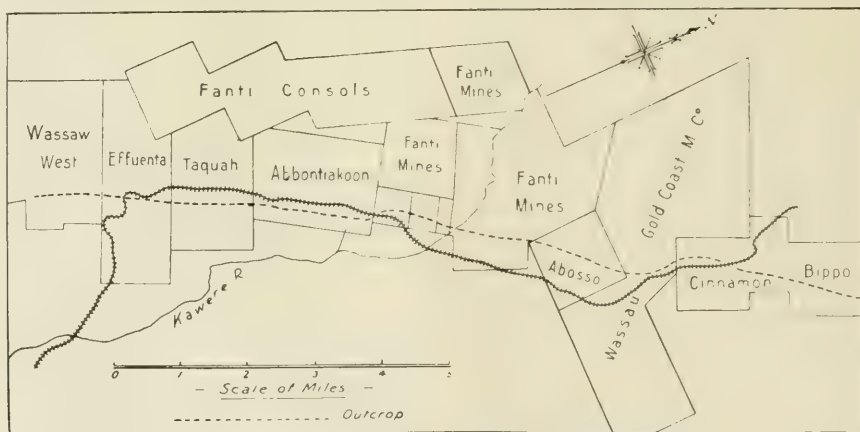 N
Fanti Consols
Fanti
Mines
Wassaw
West
Effuenta
Taquah
Abbontiakoon
Fanti
Mines
Fanti
Mines
Gold Coast M Cº
Abosso
Cinnamon
Bippo
Wassau
Kawere R
0 1 2 3 4 5
- Scale of Miles -
Outcrop